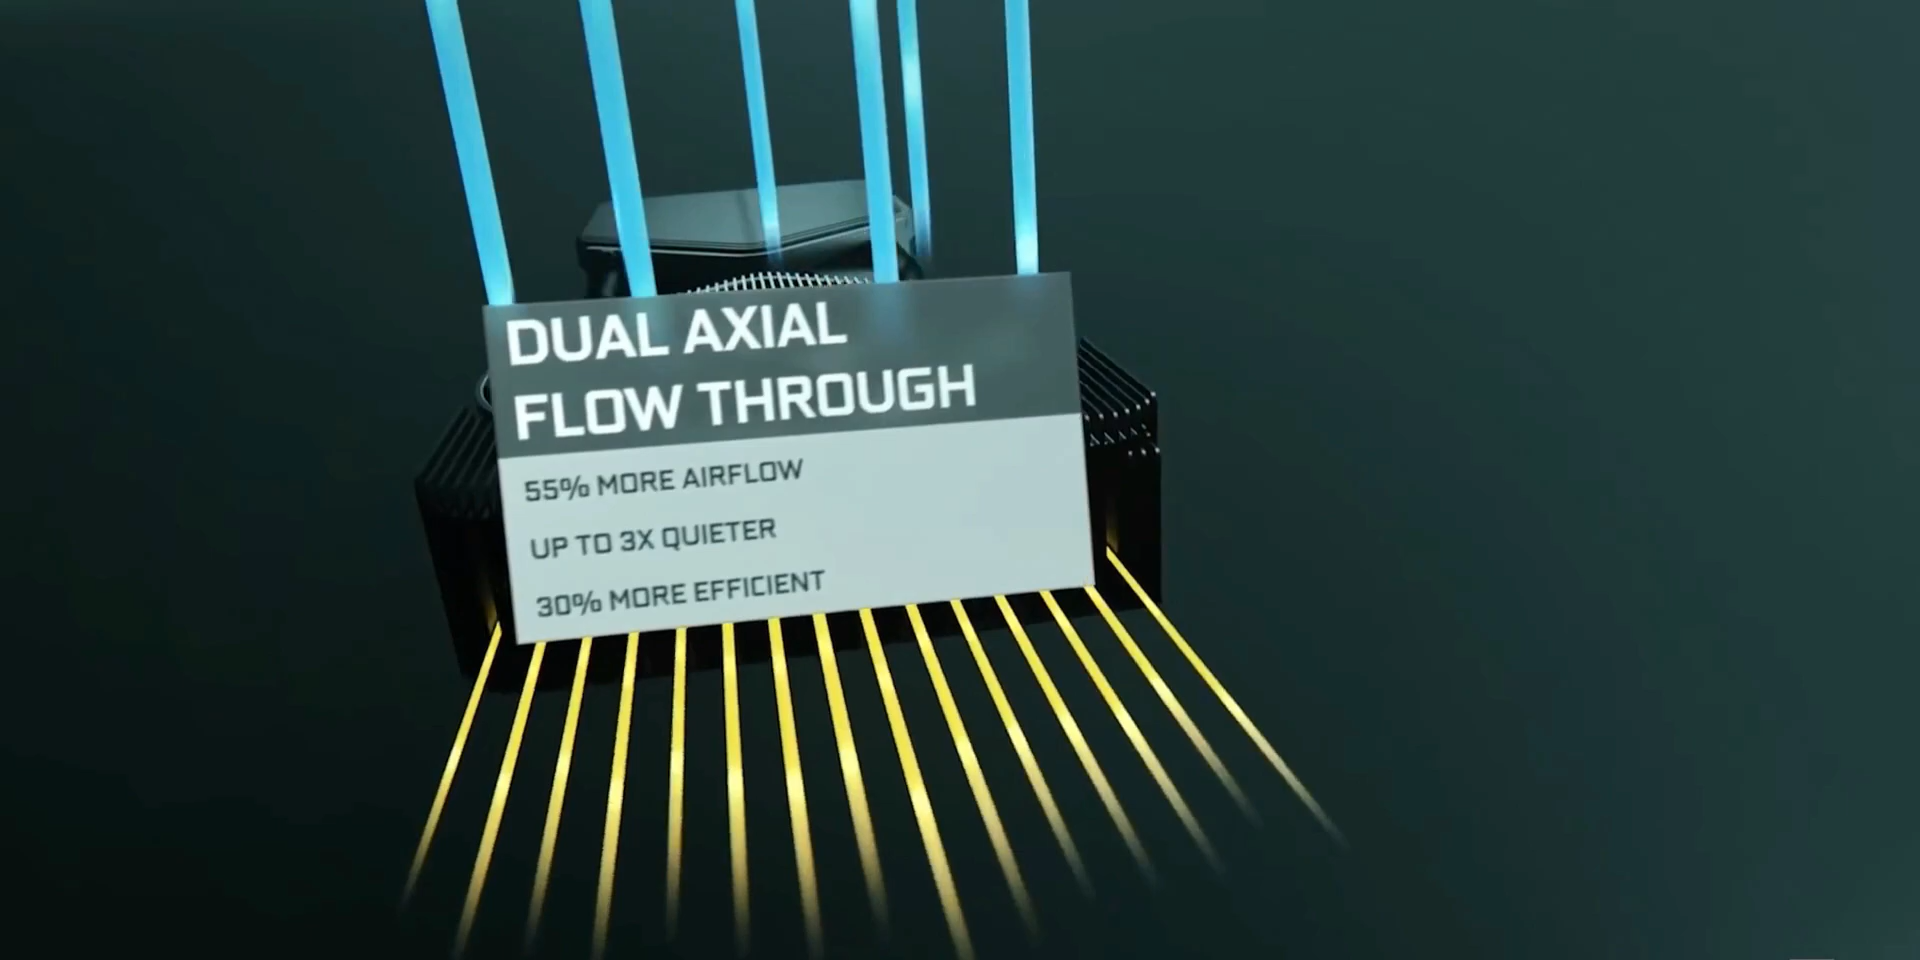 DUAL AXIAL
FLOW THROUGH
55% MORE AIRFLOW
UP TO 3X QUIETER
30% MORE EFFICIENT